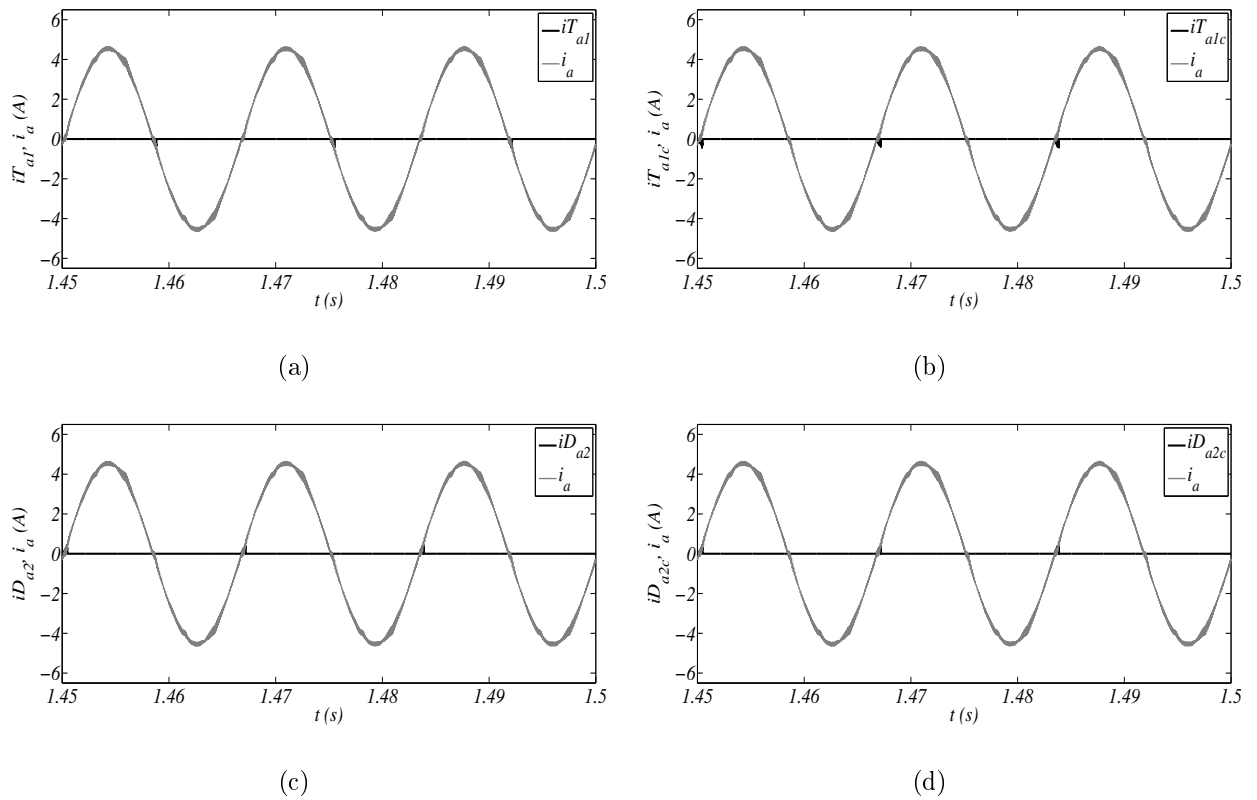 iT_a1
i_a
iT_a1, i_a (A)
6
4
2
0
−2
−4
−6
1.45
1.46
1.47
1.48
1.49
1.5
t (s)
(a)
iT_a1c
i_a
iT_a1c, i_a (A)
6
4
2
0
−2
−4
−6
1.45
1.46
1.47
1.48
1.49
1.5
t (s)
(b)
iD_a2
i_a
iD_a2, i_a (A)
6
4
2
0
−2
−4
−6
1.45
1.46
1.47
1.48
1.49
1.5
t (s)
(c)
iD_a2c
i_a
iD_a2c, i_a (A)
6
4
2
0
−2
−4
−6
1.45
1.46
1.47
1.48
1.49
1.5
t (s)
(d)